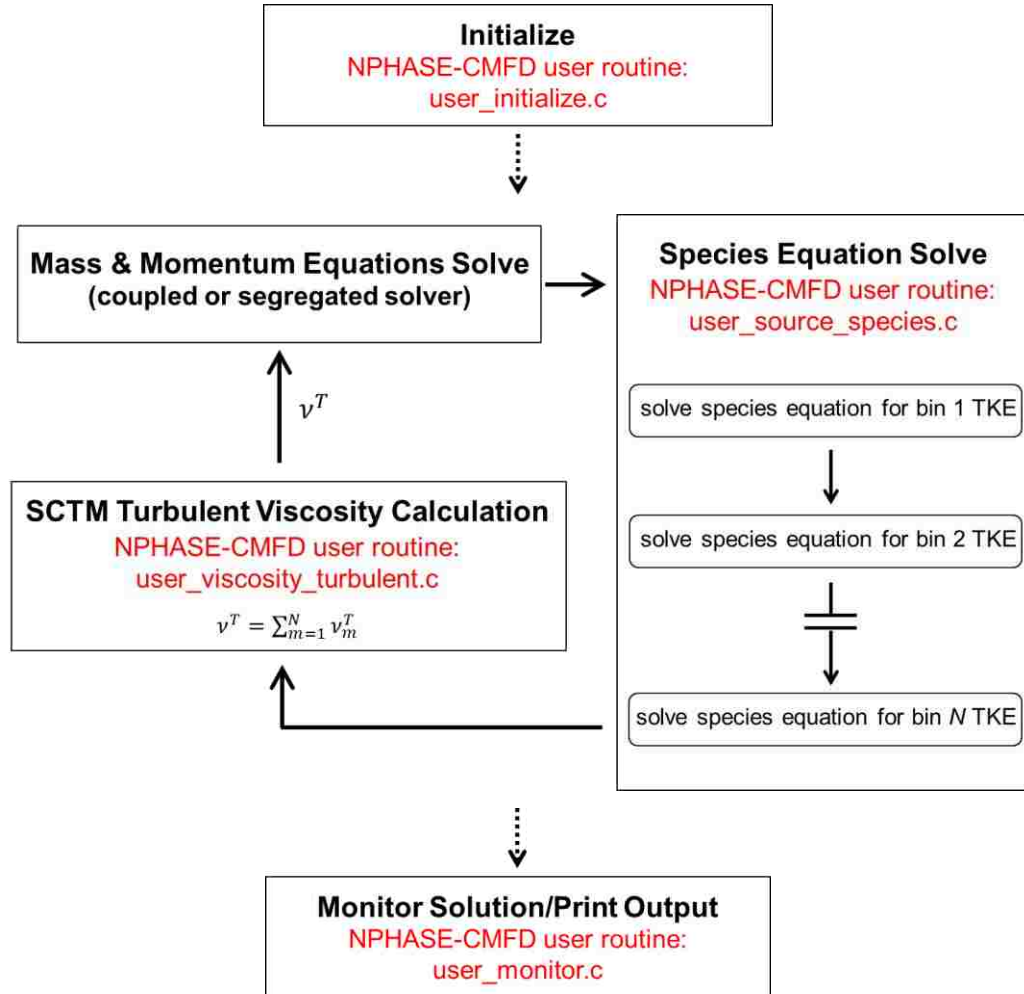 Initialize
NPHASE-CMFD user routine:
user_initialize.c
Mass & Momentum Equations Solve
(coupled or segregated solver)
Species Equation Solve
NPHASE-CMFD user routine:
user_source_species.c
solve species equation for bin 1 TKE
solve species equation for bin 2 TKE
solve species equation for bin N TKE
ν^T
SCTM Turbulent Viscosity Calculation
NPHASE-CMFD user routine:
user_viscosity_turbulent.c
ν^T = ∑_{m=1}^{N} ν_m^T
Monitor Solution/Print Output
NPHASE-CMFD user routine:
user_monitor.c